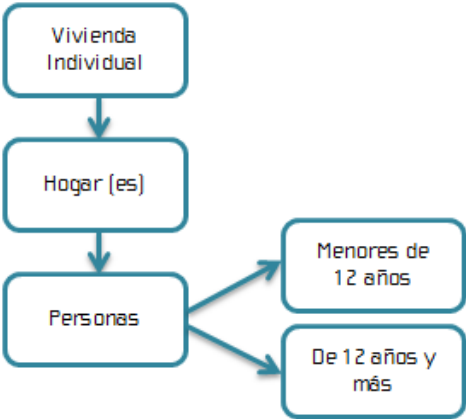 Vivienda
Individual
Hogar (es)
Menores de
12 años
Personas
De 12 años y
más